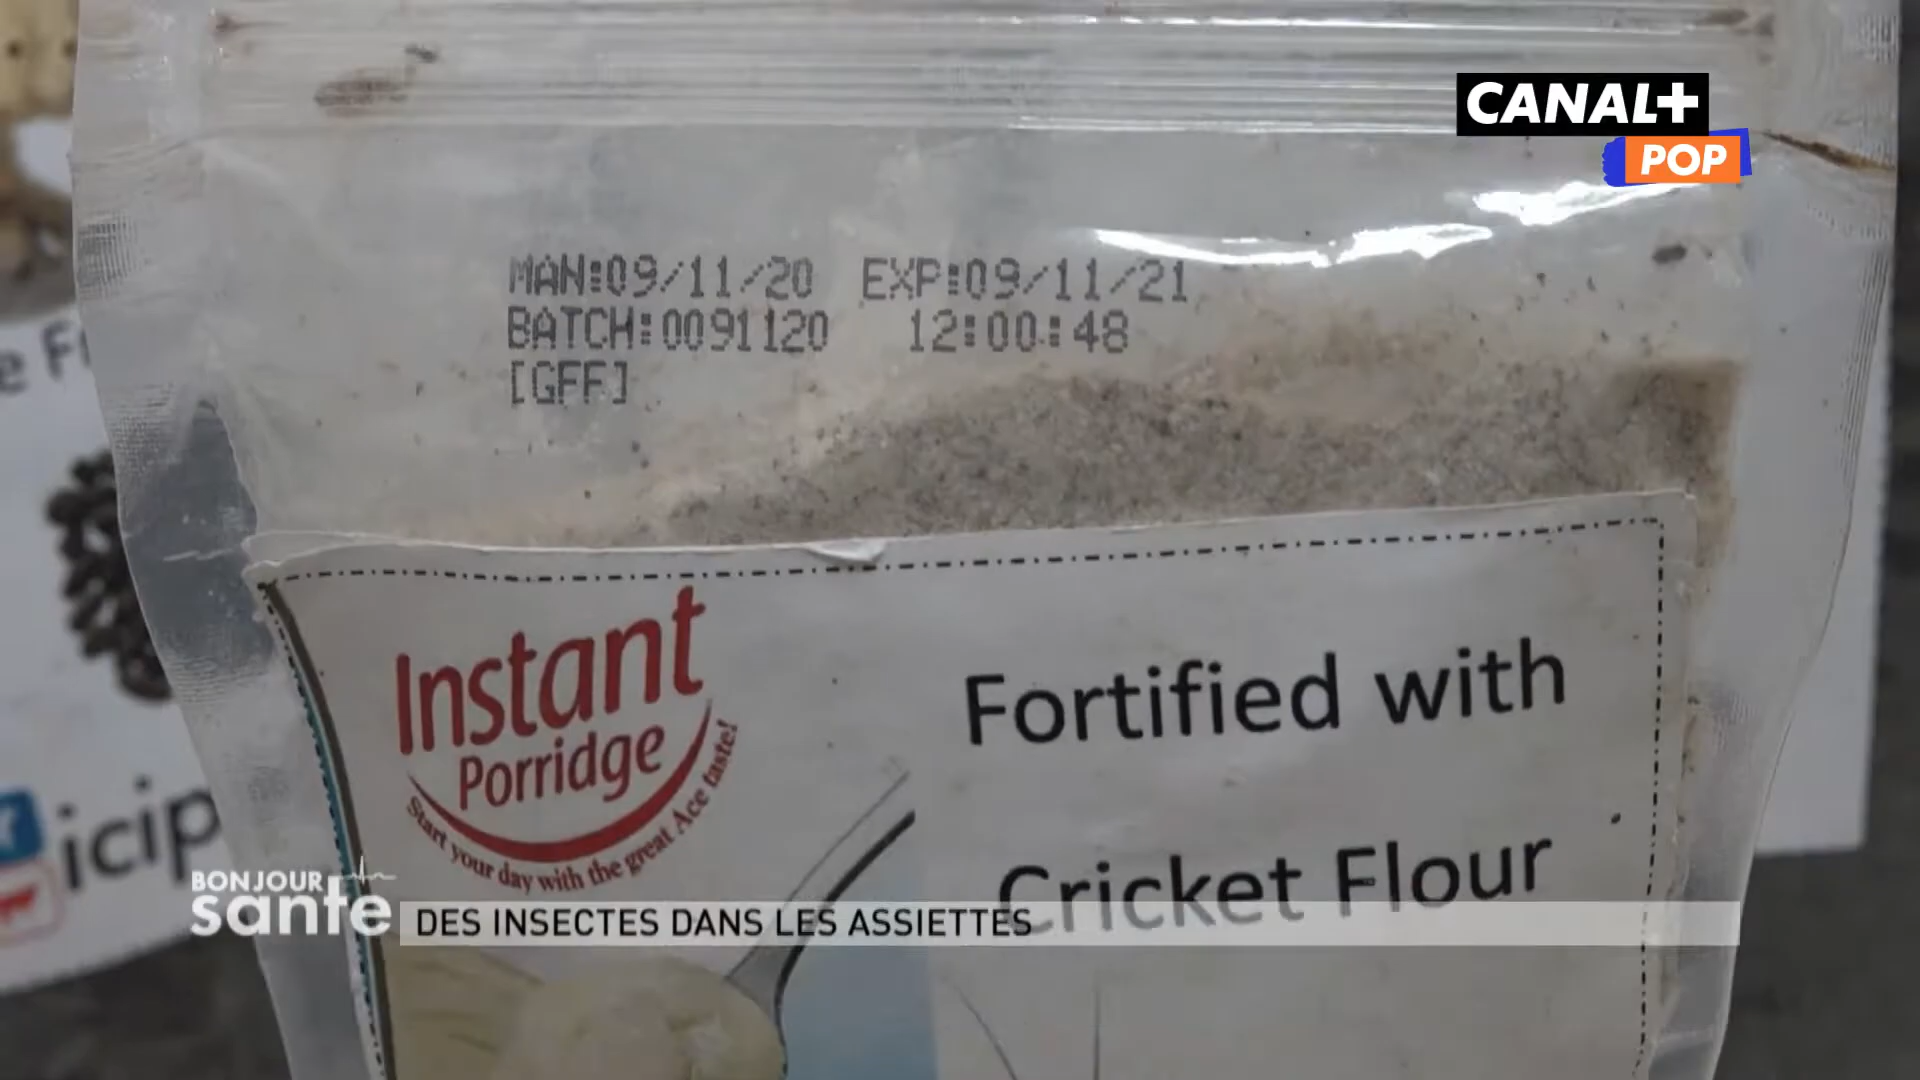 CANAL+
POP
MAN:09/11/20 EXP:09/11/21
BATCH:0091120 12:00:48
[GFF]
Instant
Porridge
Start your day with the great Ace taste!
Fortified with
Cricket Flour
icip
BONJOUR
santé
DES INSECTES DANS LES ASSIETTES